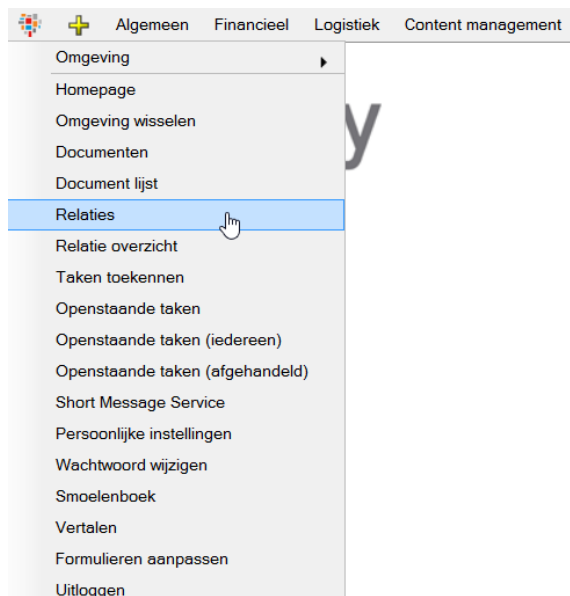 Algemeen Financieel Logistiek Content management
Omgeving
Homepage
Omgeving wisselen
Documenten
Document lijst
Relaties
Relatie overzicht
Taken toekennen
Openstaande taken
Openstaande taken (iedereen)
Openstaande taken (afgehandeld)
Short Message Service
Persoonlijke instellingen
Wachtwoord wijzigen
Smoelenboek
Vertalen
Formulieren aanpassen
Uitloggen
y